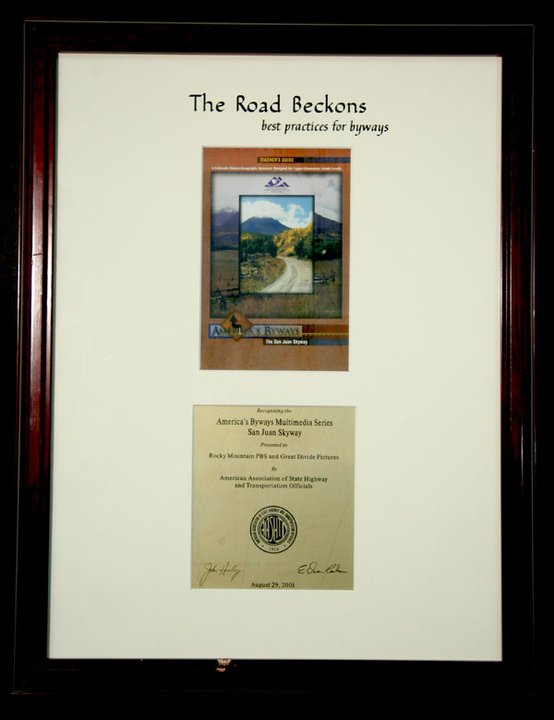 The Road Beckons
best practices for byways
TEACHER'S GUIDE
AMERICA'S BYWAYS
The San Juan Skyway
Recognizing the
America's Byways Multimedia Series
San Juan Skyway
Presented to
Rocky Mountain PBS and Great Divide Pictures
By
American Association of State Highway
and Transportation Officials
AASHTO
1914
August 29, 2001